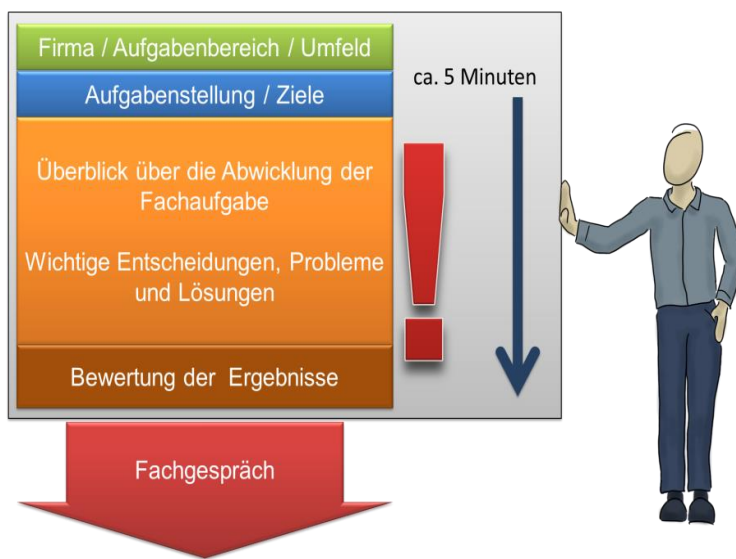 Firma / Aufgabenbereich / Umfeld
Aufgabenstellung / Ziele
ca. 5 Minuten
Überblick über die Abwicklung der
Fachaufgabe
Wichtige Entscheidungen, Probleme
und Lösungen
!
Bewertung der Ergebnisse
Fachgespräch